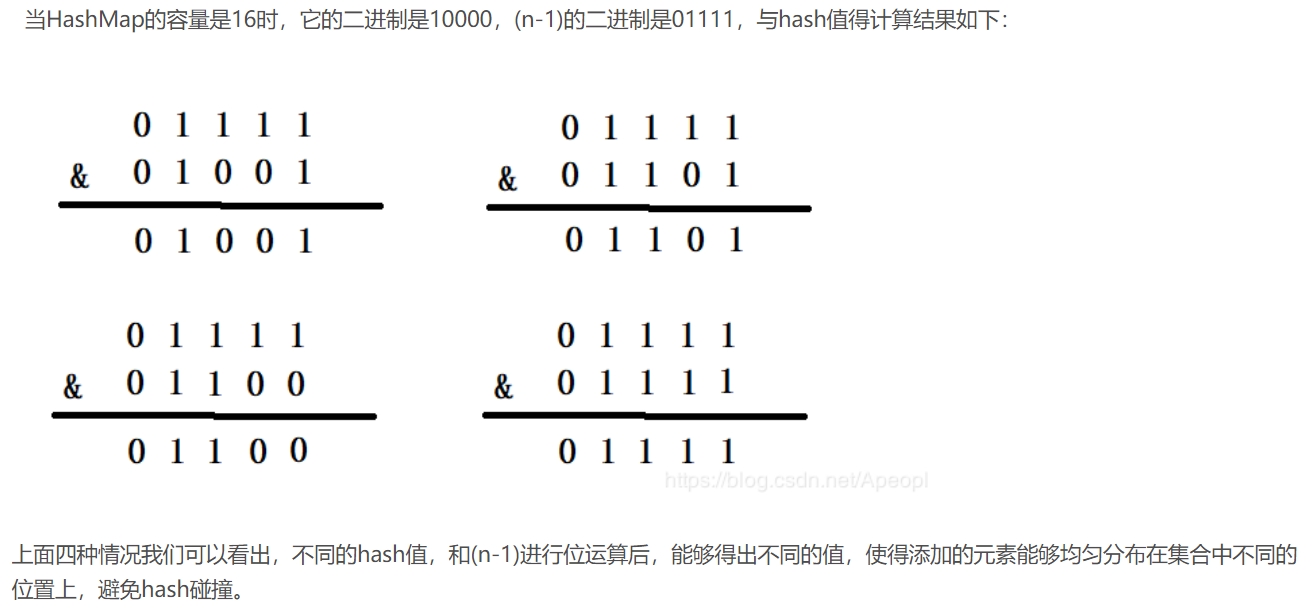 当HashMap的容量是16时，它的二进制是10000，(n-1)的二进制是01111，与hash值得计算结果如下：
0 1 1 1 1
& 0 1 0 0 1
0 1 0 0 1
0 1 1 1 1
& 0 1 1 0 1
0 1 1 0 1
0 1 1 1 1
& 0 1 1 0 0
0 1 1 0 0
0 1 1 1 1
& 0 1 1 1 1
0 1 1 1 1
https://blog.csdn.net/Apeopl
上面四种情况我们可以看出，不同的hash值，和(n-1)进行位运算后，能够得出不同的值，使得添加的元素能够均匀分布在集合中不同的
位置上，避免hash碰撞。